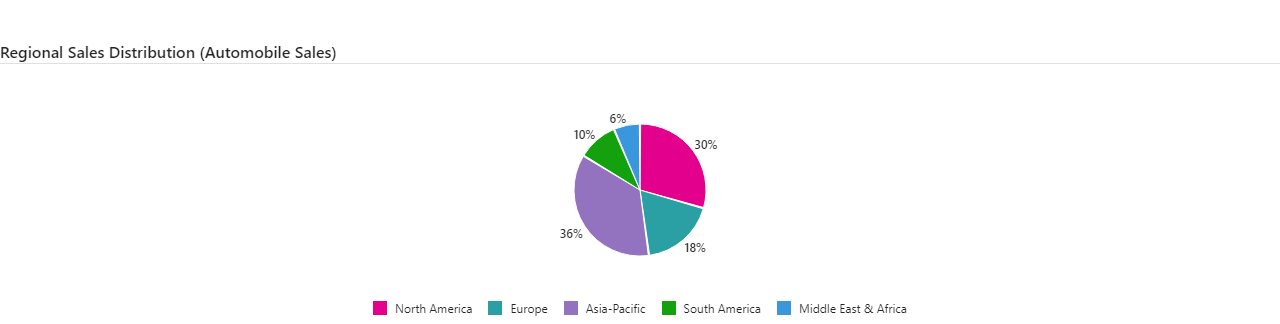 Regional Sales Distribution (Automobile Sales)
6%
10%
30%
36%
18%
North America Europe Asia-Pacific South America Middle East & Africa